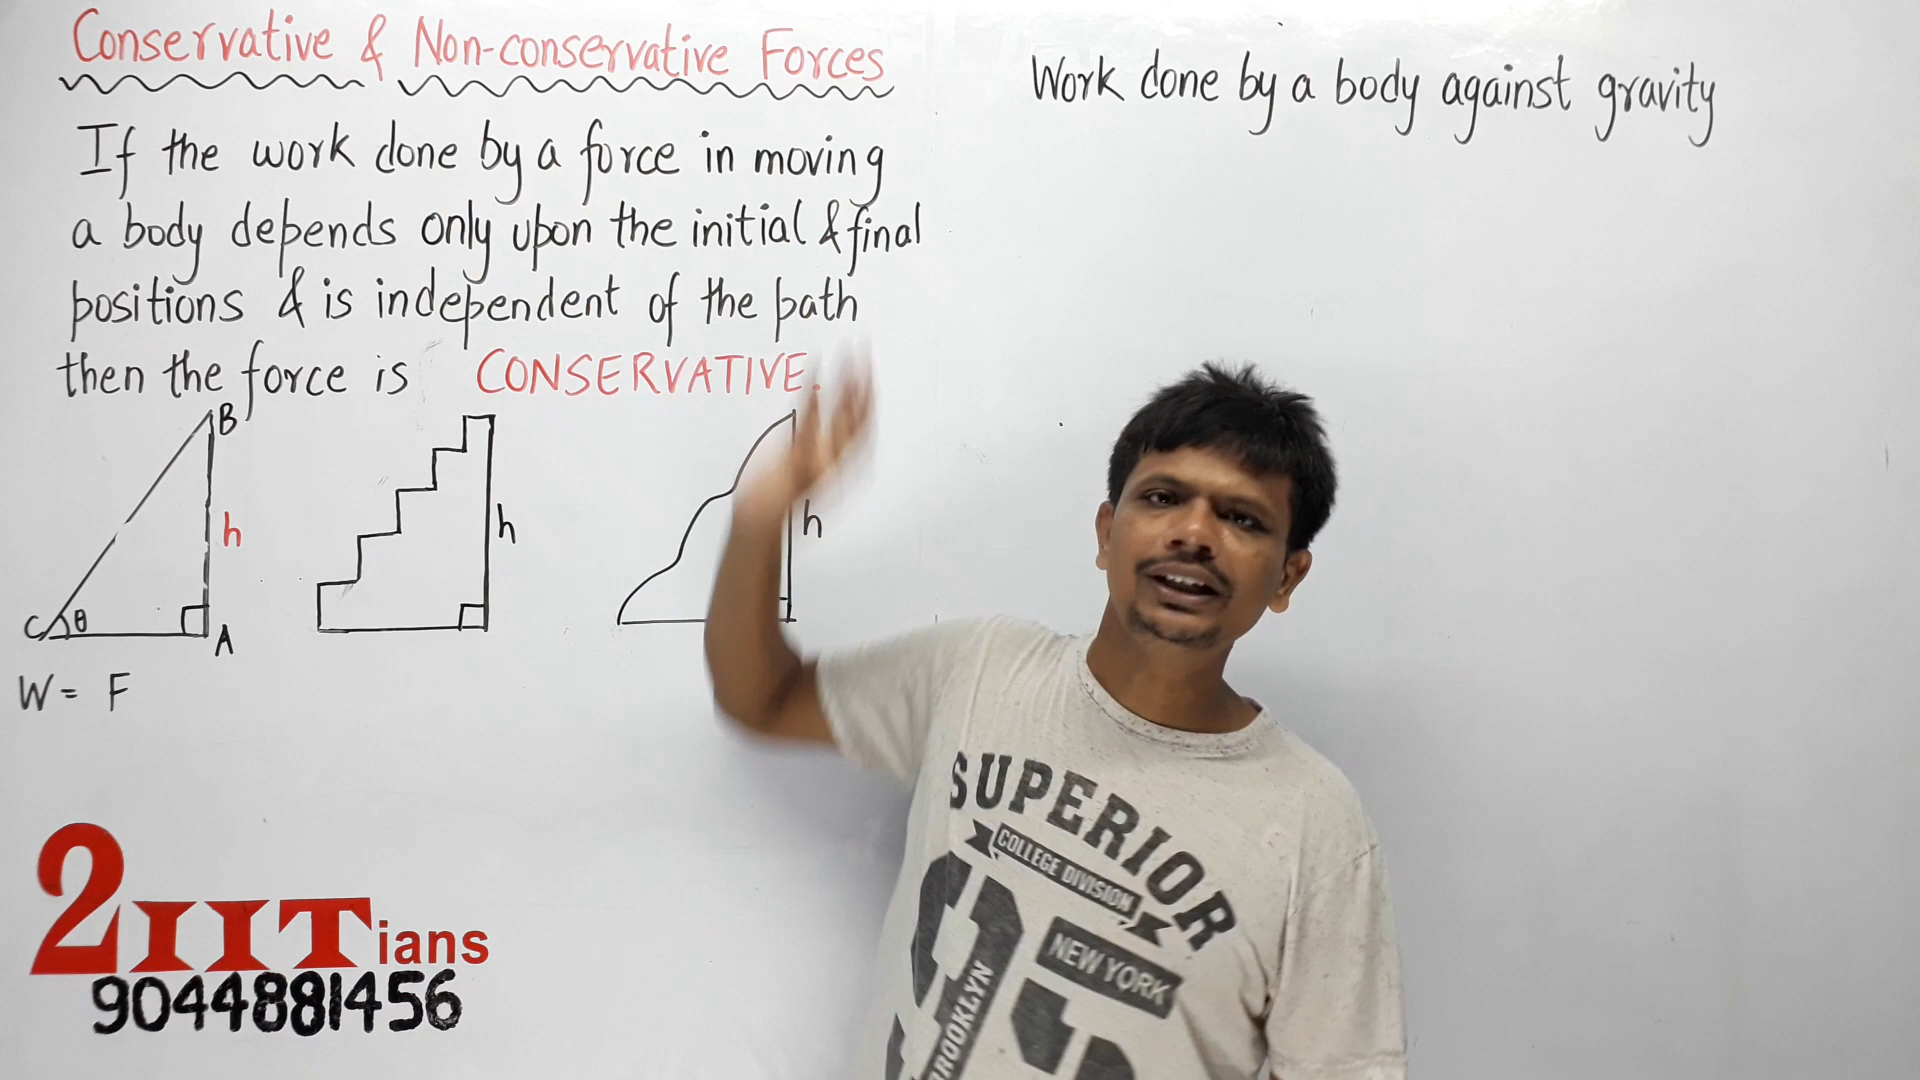 Conservative & Non-conservative Forces
If the work done by a force in moving
a body depends only upon the initial & final
positions & is independent of the path
then the force is CONSERVATIVE.
B
h
C θ
A
h
h
W = F
Work done by a body against gravity
2IITians
9044881456
SUPERIOR
COLLEGE DIVISION
NEW YORK
BROOKLYN